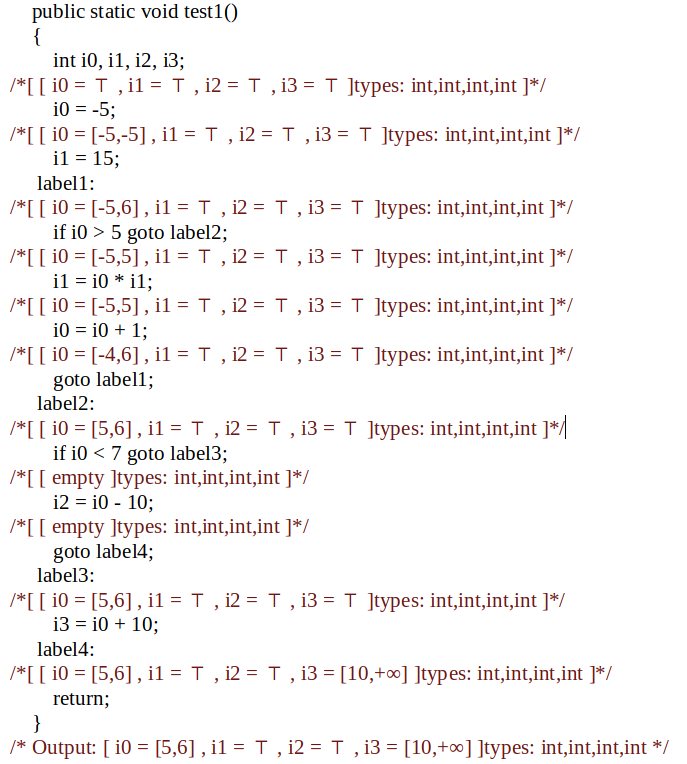 public static void test1()
{
int i0, i1, i2, i3;
/*[ [ i0 = ⊤ , i1 = ⊤ , i2 = ⊤ , i3 = ⊤ ]types: int,int,int,int ]*/
i0 = -5;
/*[ [ i0 = [-5,-5] , i1 = ⊤ , i2 = ⊤ , i3 = ⊤ ]types: int,int,int,int ]*/
i1 = 15;
label1:
/*[ [ i0 = [-5,6] , i1 = ⊤ , i2 = ⊤ , i3 = ⊤ ]types: int,int,int,int ]*/
if i0 > 5 goto label2;
/*[ [ i0 = [-5,5] , i1 = ⊤ , i2 = ⊤ , i3 = ⊤ ]types: int,int,int,int ]*/
i1 = i0 * i1;
/*[ [ i0 = [-5,5] , i1 = ⊤ , i2 = ⊤ , i3 = ⊤ ]types: int,int,int,int ]*/
i0 = i0 + 1;
/*[ [ i0 = [-4,6] , i1 = ⊤ , i2 = ⊤ , i3 = ⊤ ]types: int,int,int,int ]*/
goto label1;
label2:
/*[ [ i0 = [5,6] , i1 = ⊤ , i2 = ⊤ , i3 = ⊤ ]types: int,int,int,int ]*/
if i0 < 7 goto label3;
/*[ [ empty ]types: int,int,int,int ]*/
i2 = i0 - 10;
/*[ [ empty ]types: int,int,int,int ]*/
goto label4;
label3:
/*[ [ i0 = [5,6] , i1 = ⊤ , i2 = ⊤ , i3 = ⊤ ]types: int,int,int,int ]*/
i3 = i0 + 10;
label4:
/*[ [ i0 = [5,6] , i1 = ⊤ , i2 = ⊤ , i3 = [10,+∞] ]types: int,int,int,int ]*/
return;
}
/* Output: [ i0 = [5,6] , i1 = ⊤ , i2 = ⊤ , i3 = [10,+∞] ]types: int,int,int,int */